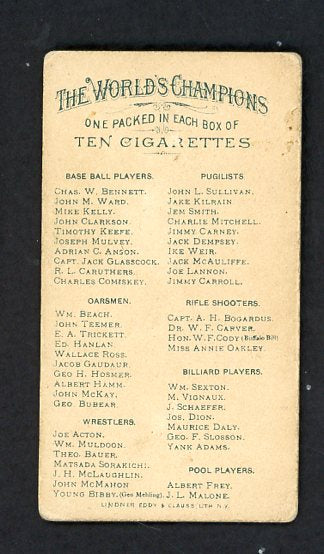 THE WORLD'S CHAMPIONS
ONE PACKED IN EACH BOX OF
TEN CIGARETTES
BASE BALL PLAYERS.
CHAS. W. BENNETT.
JOHN M. WARD.
MIKE KELLY.
JOHN CLARKSON.
TIMOTHY KEEFE.
JOSEPH MULVEY.
ADRIAN C. ANSON.
CAPT. JACK GLASSCOCK.
R. L. CARUTHERS.
CHARLES COMISKEY.
OARSMEN.
WM. BEACH.
JOHN TEEMER.
E. A. TRICKETT.
ED. HANLAN.
WALLACE ROSS.
JACOB GAUDAUR.
GEO H. HOSMER.
ALBERT HAMM.
JOHN MCKAY.
GEO. BUBEAR.
WRESTLERS.
JOE ACTON.
WM. MULDOON.
THEO. BAUER.
MATSADA SORAKICHI.
J. H. MCLAUGHLIN.
JOHN MCMAHON
YOUNG BIBBY. (Geo Mehling).
PUGILISTS
JOHN L. SULLIVAN.
JAKE KILRAIN.
JEM SMITH.
CHARLIE MITCHELL.
JIMMY CARNEY.
JACK DEMPSEY.
IKE WEIR.
JACK MCAULIFFE.
JOE LANNON.
JIMMY CARROLL.
RIFLE SHOOTERS.
CAPT. A. H. BOGARDUS.
DR. W. F. CARVER.
HON. W. F. CODY (Buffalo Bill)
MISS ANNIE OAKLEY.
BILLIARD PLAYERS.
WM. SEXTON.
M. VIGNAUX.
J. SCHAEFER.
JOS. DION.
MAURICE DALY.
GEO. F. SLOSSON.
YANK ADAMS.
POOL PLAYERS.
ALBERT FREY.
J. L. MALONE.
LINDNER EDDY & CLAUSS. LITH. N.Y.